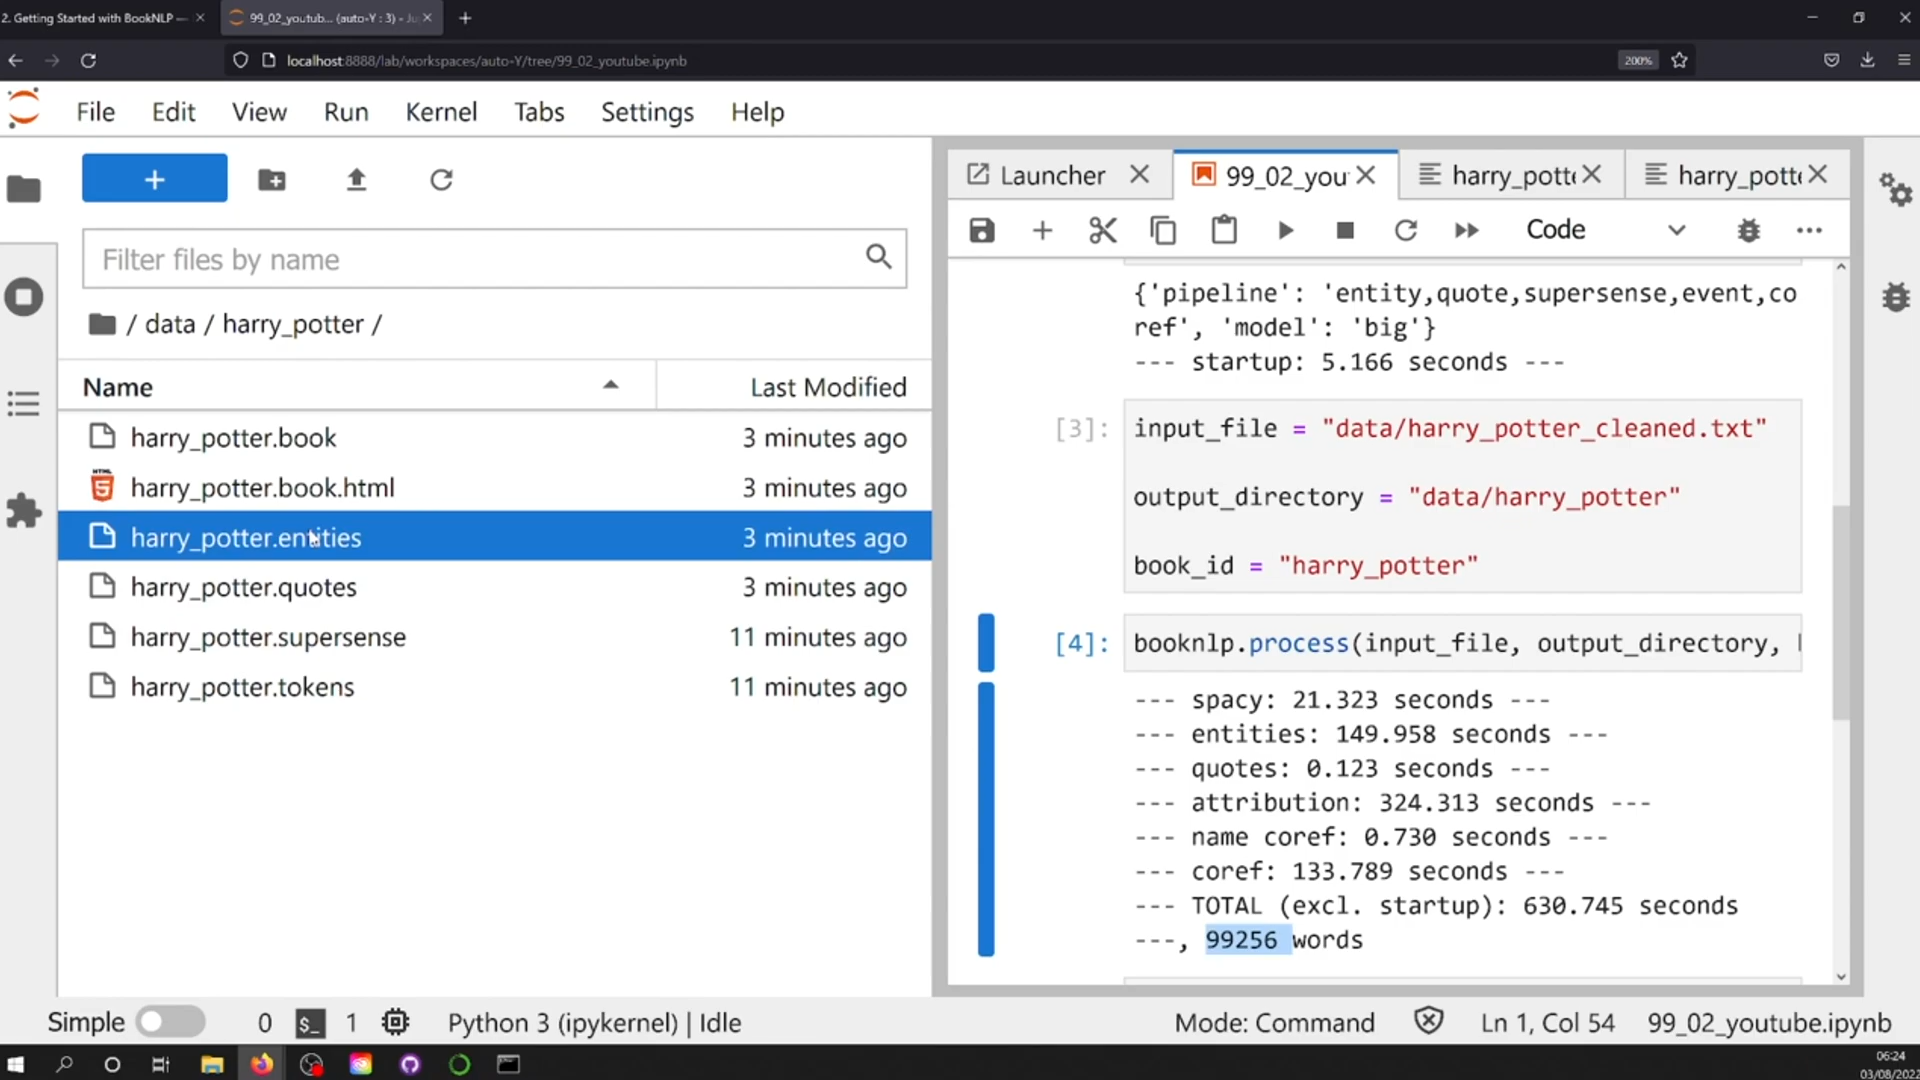 2. Getting Started with BookNLP —
99_02_youtub... (auto-Y : 3) - Ju
localhost:8888/lab/workspaces/auto-Y/tree/99_02_youtube.ipynb
200%
File Edit View Run Kernel Tabs Settings Help
Filter files by name
/ data / harry_potter /
Name Last Modified
harry_potter.book 3 minutes ago
harry_potter.book.html 3 minutes ago
harry_potter.entities 3 minutes ago
harry_potter.quotes 3 minutes ago
harry_potter.supersense 11 minutes ago
harry_potter.tokens 11 minutes ago
Launcher 99_02_you harry_potte harry_potte
Code
{'pipeline': 'entity,quote,supersense,event,co
ref', 'model': 'big'}
--- startup: 5.166 seconds ---
[3]: input_file = "data/harry_potter_cleaned.txt"
output_directory = "data/harry_potter"
book_id = "harry_potter"
[4]: booknlp.process(input_file, output_directory,
--- spacy: 21.323 seconds ---
--- entities: 149.958 seconds ---
--- quotes: 0.123 seconds ---
--- attribution: 324.313 seconds ---
--- name coref: 0.730 seconds ---
--- coref: 133.789 seconds ---
--- TOTAL (excl. startup): 630.745 seconds
---, 99256 words
Simple 0 $_ 1 Python 3 (ipykernel) | Idle Mode: Command Ln 1, Col 54 99_02_youtube.ipynb
06:24
03/08/2022